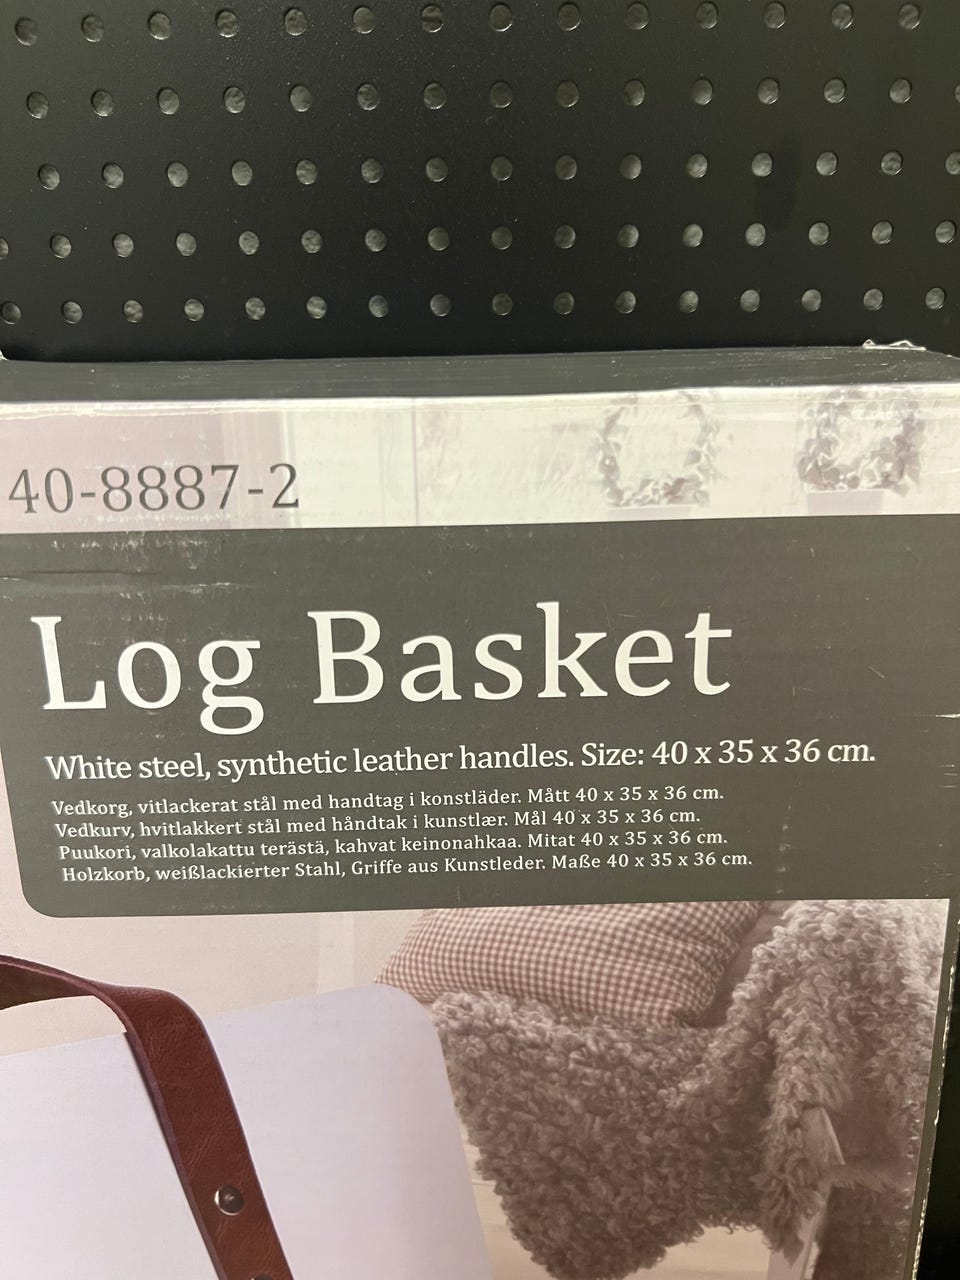 40-8887-2
Log Basket
White steel, synthetic leather handles. Size: 40 x 35 x 36 cm.
Vedkorg, vitlackerat stål med handtag i konstläder. Mått 40 x 35 x 36 cm.
Vedkurv, hvitlakkert stål med håndtak i kunstlær. Mål 40 x 35 x 36 cm.
Puukori, valkolakattu terästä, kahvat keinonahkaa. Mitat 40 x 35 x 36 cm.
Holzkorb, weißlackierter Stahl, Griffe aus Kunstleder. Maße 40 x 35 x 36 cm.